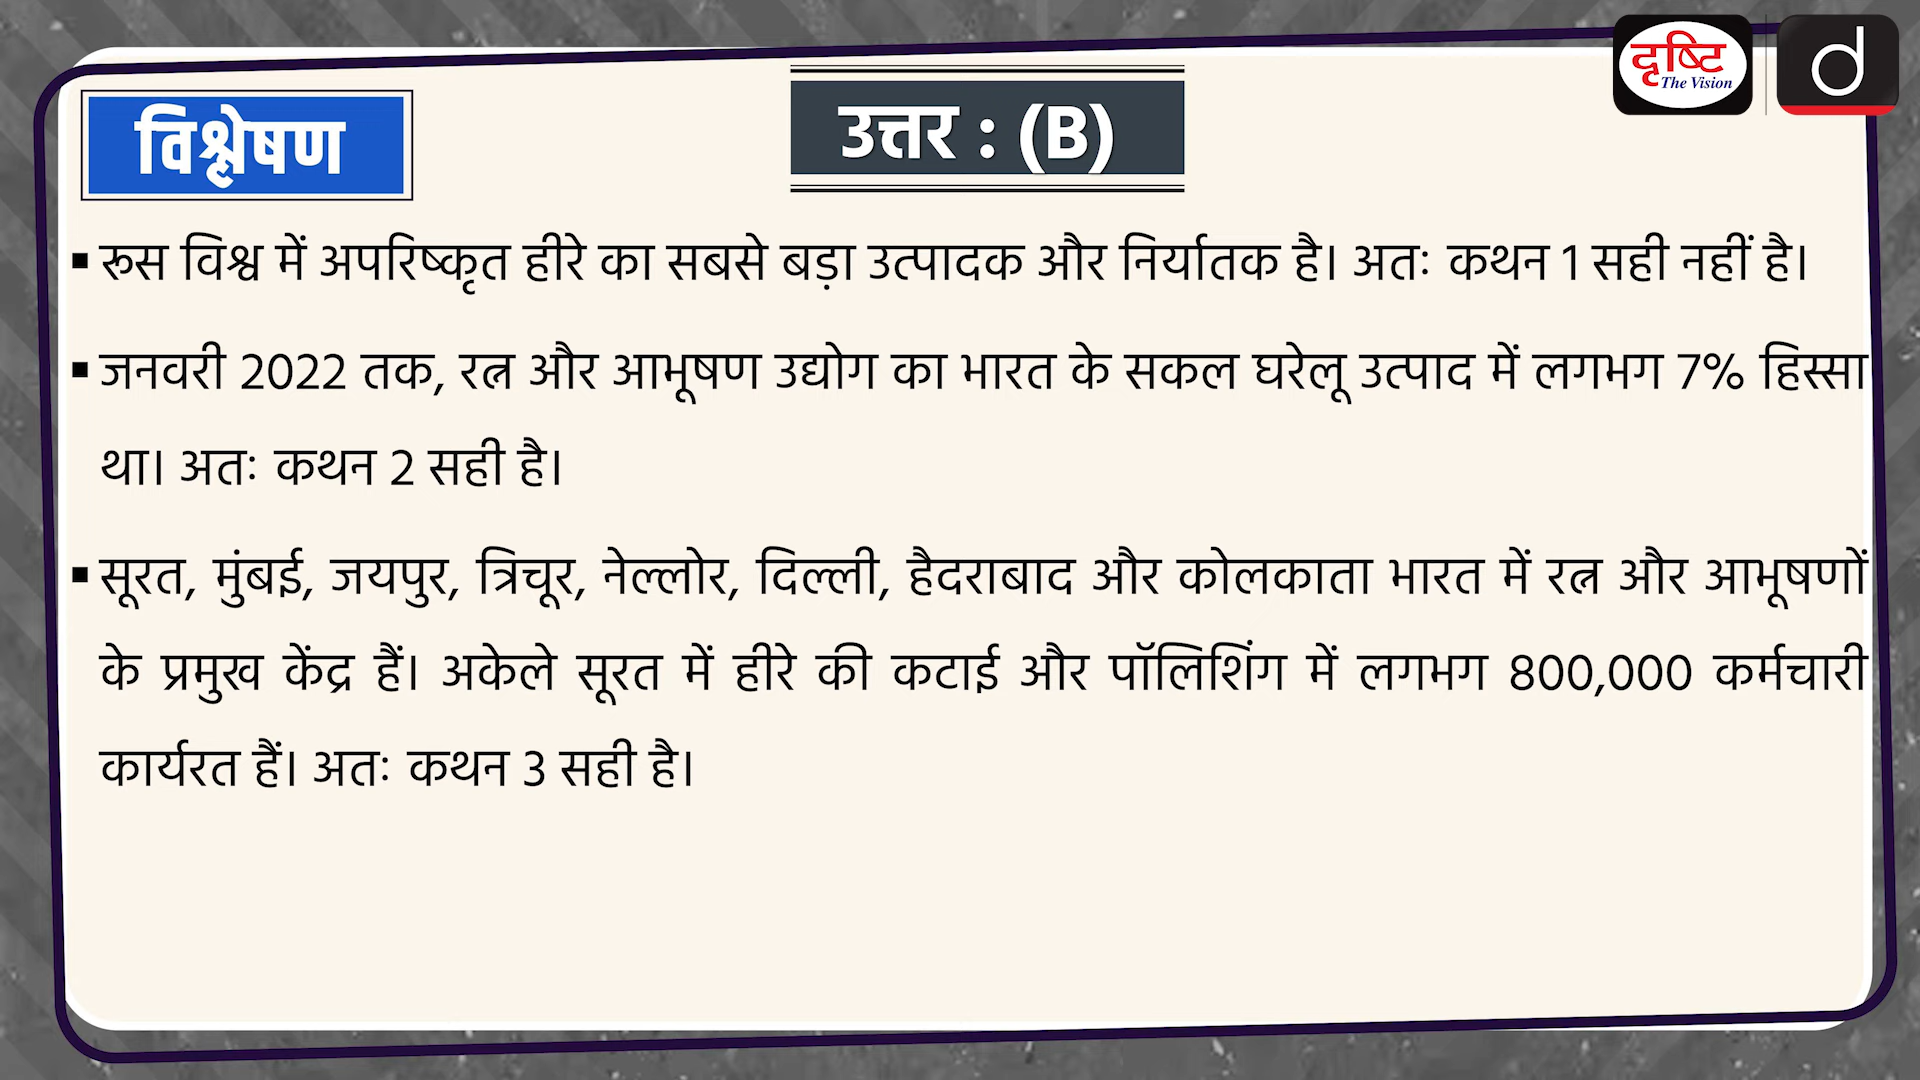 दृष्टि
The Vision
d
विश्लेषण
उत्तर : (B)
▪ रूस विश्व में अपरिष्कृत हीरे का सबसे बड़ा उत्पादक और निर्यातक है। अतः कथन 1 सही नहीं है।
▪ जनवरी 2022 तक, रत्न और आभूषण उद्योग का भारत के सकल घरेलू उत्पाद में लगभग 7% हिस्सा
था। अतः कथन 2 सही है।
▪ सूरत, मुंबई, जयपुर, त्रिचूर, नेल्लोर, दिल्ली, हैदराबाद और कोलकाता भारत में रत्न और आभूषणों
के प्रमुख केंद्र हैं। अकेले सूरत में हीरे की कटाई और पॉलिशिंग में लगभग 800,000 कर्मचारी
कार्यरत हैं। अतः कथन 3 सही है।